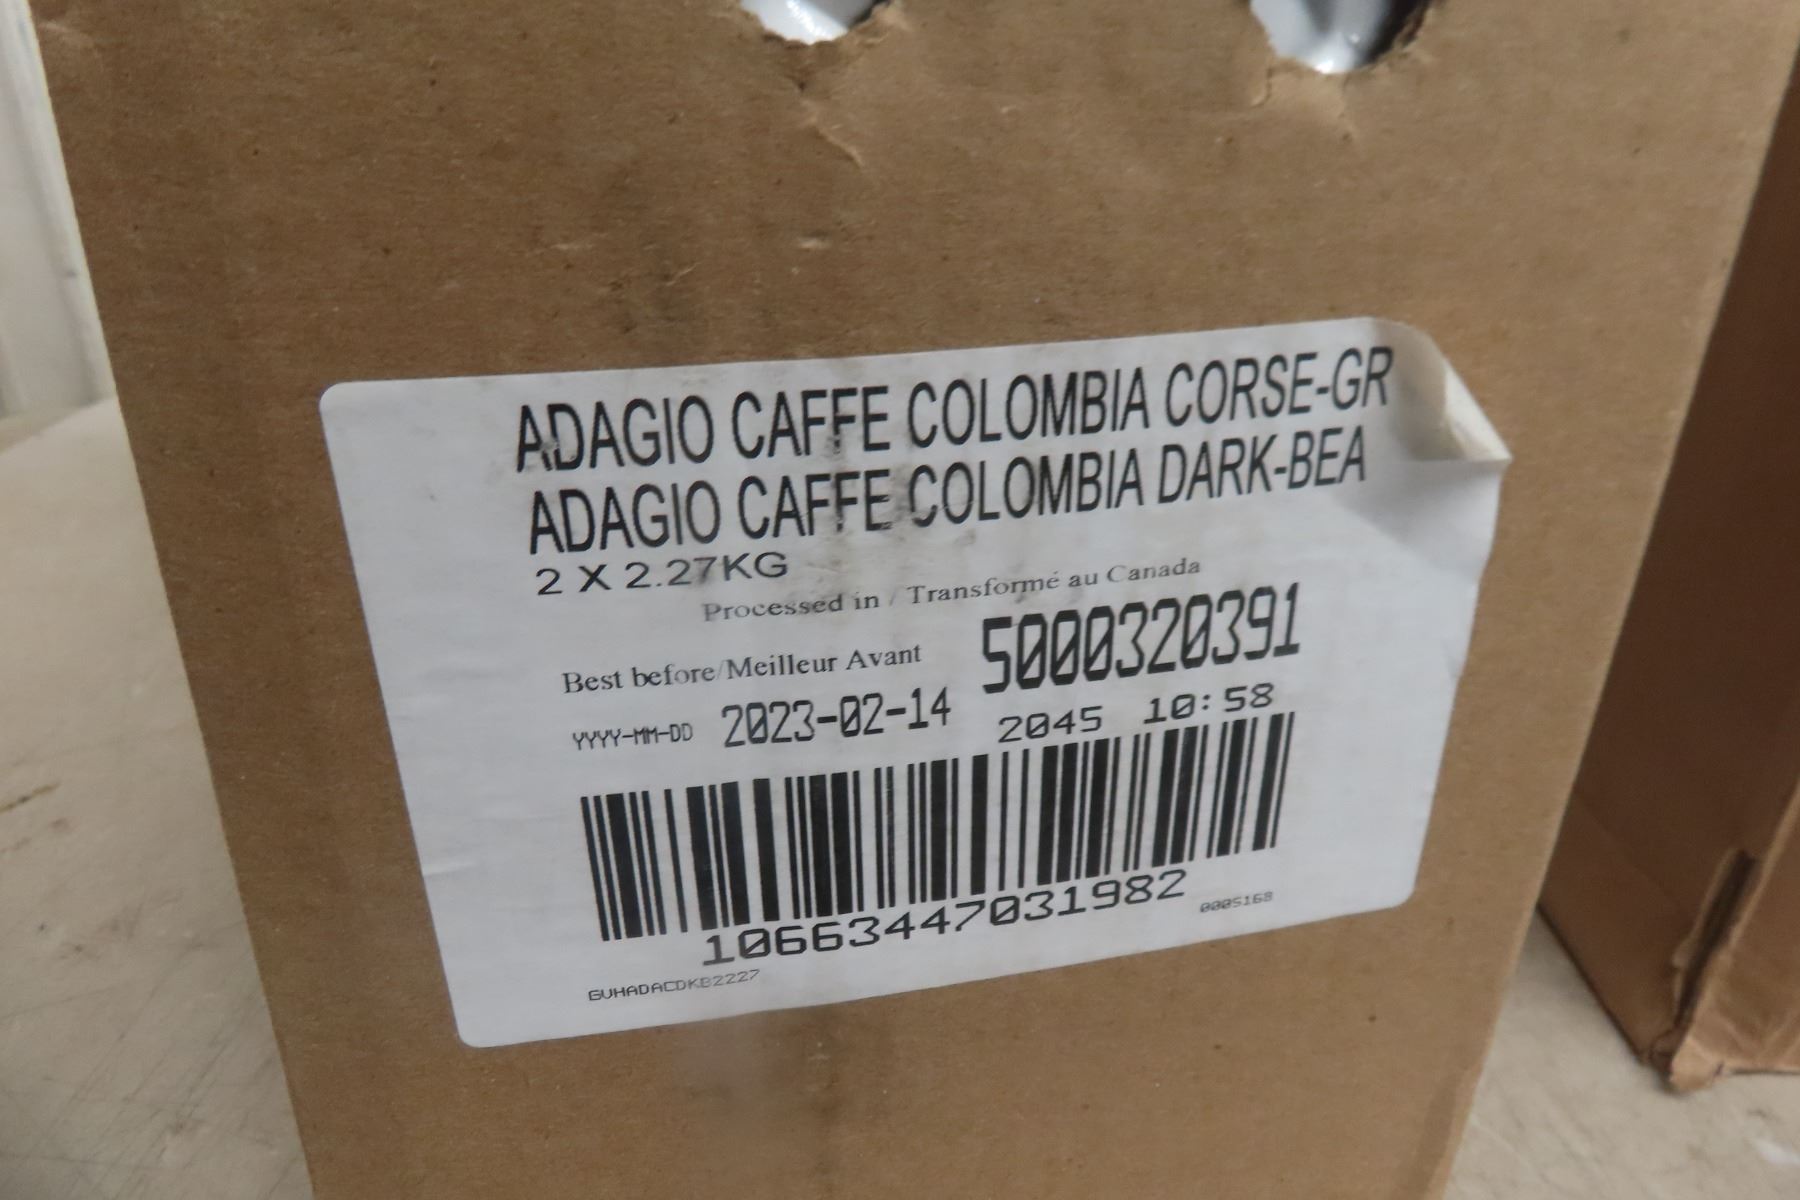 ADAGIO CAFFE COLOMBIA CORSE-GR
ADAGIO CAFFE COLOMBIA DARK-BEA
2 X 2.27KG
Processed in / Transformé au Canada
Best before/Meilleur Avant 5000320391
YYYY-MM-DD 2023-02-14 2045 10:58
10663447031982 0005168
GVHADACDKB2227